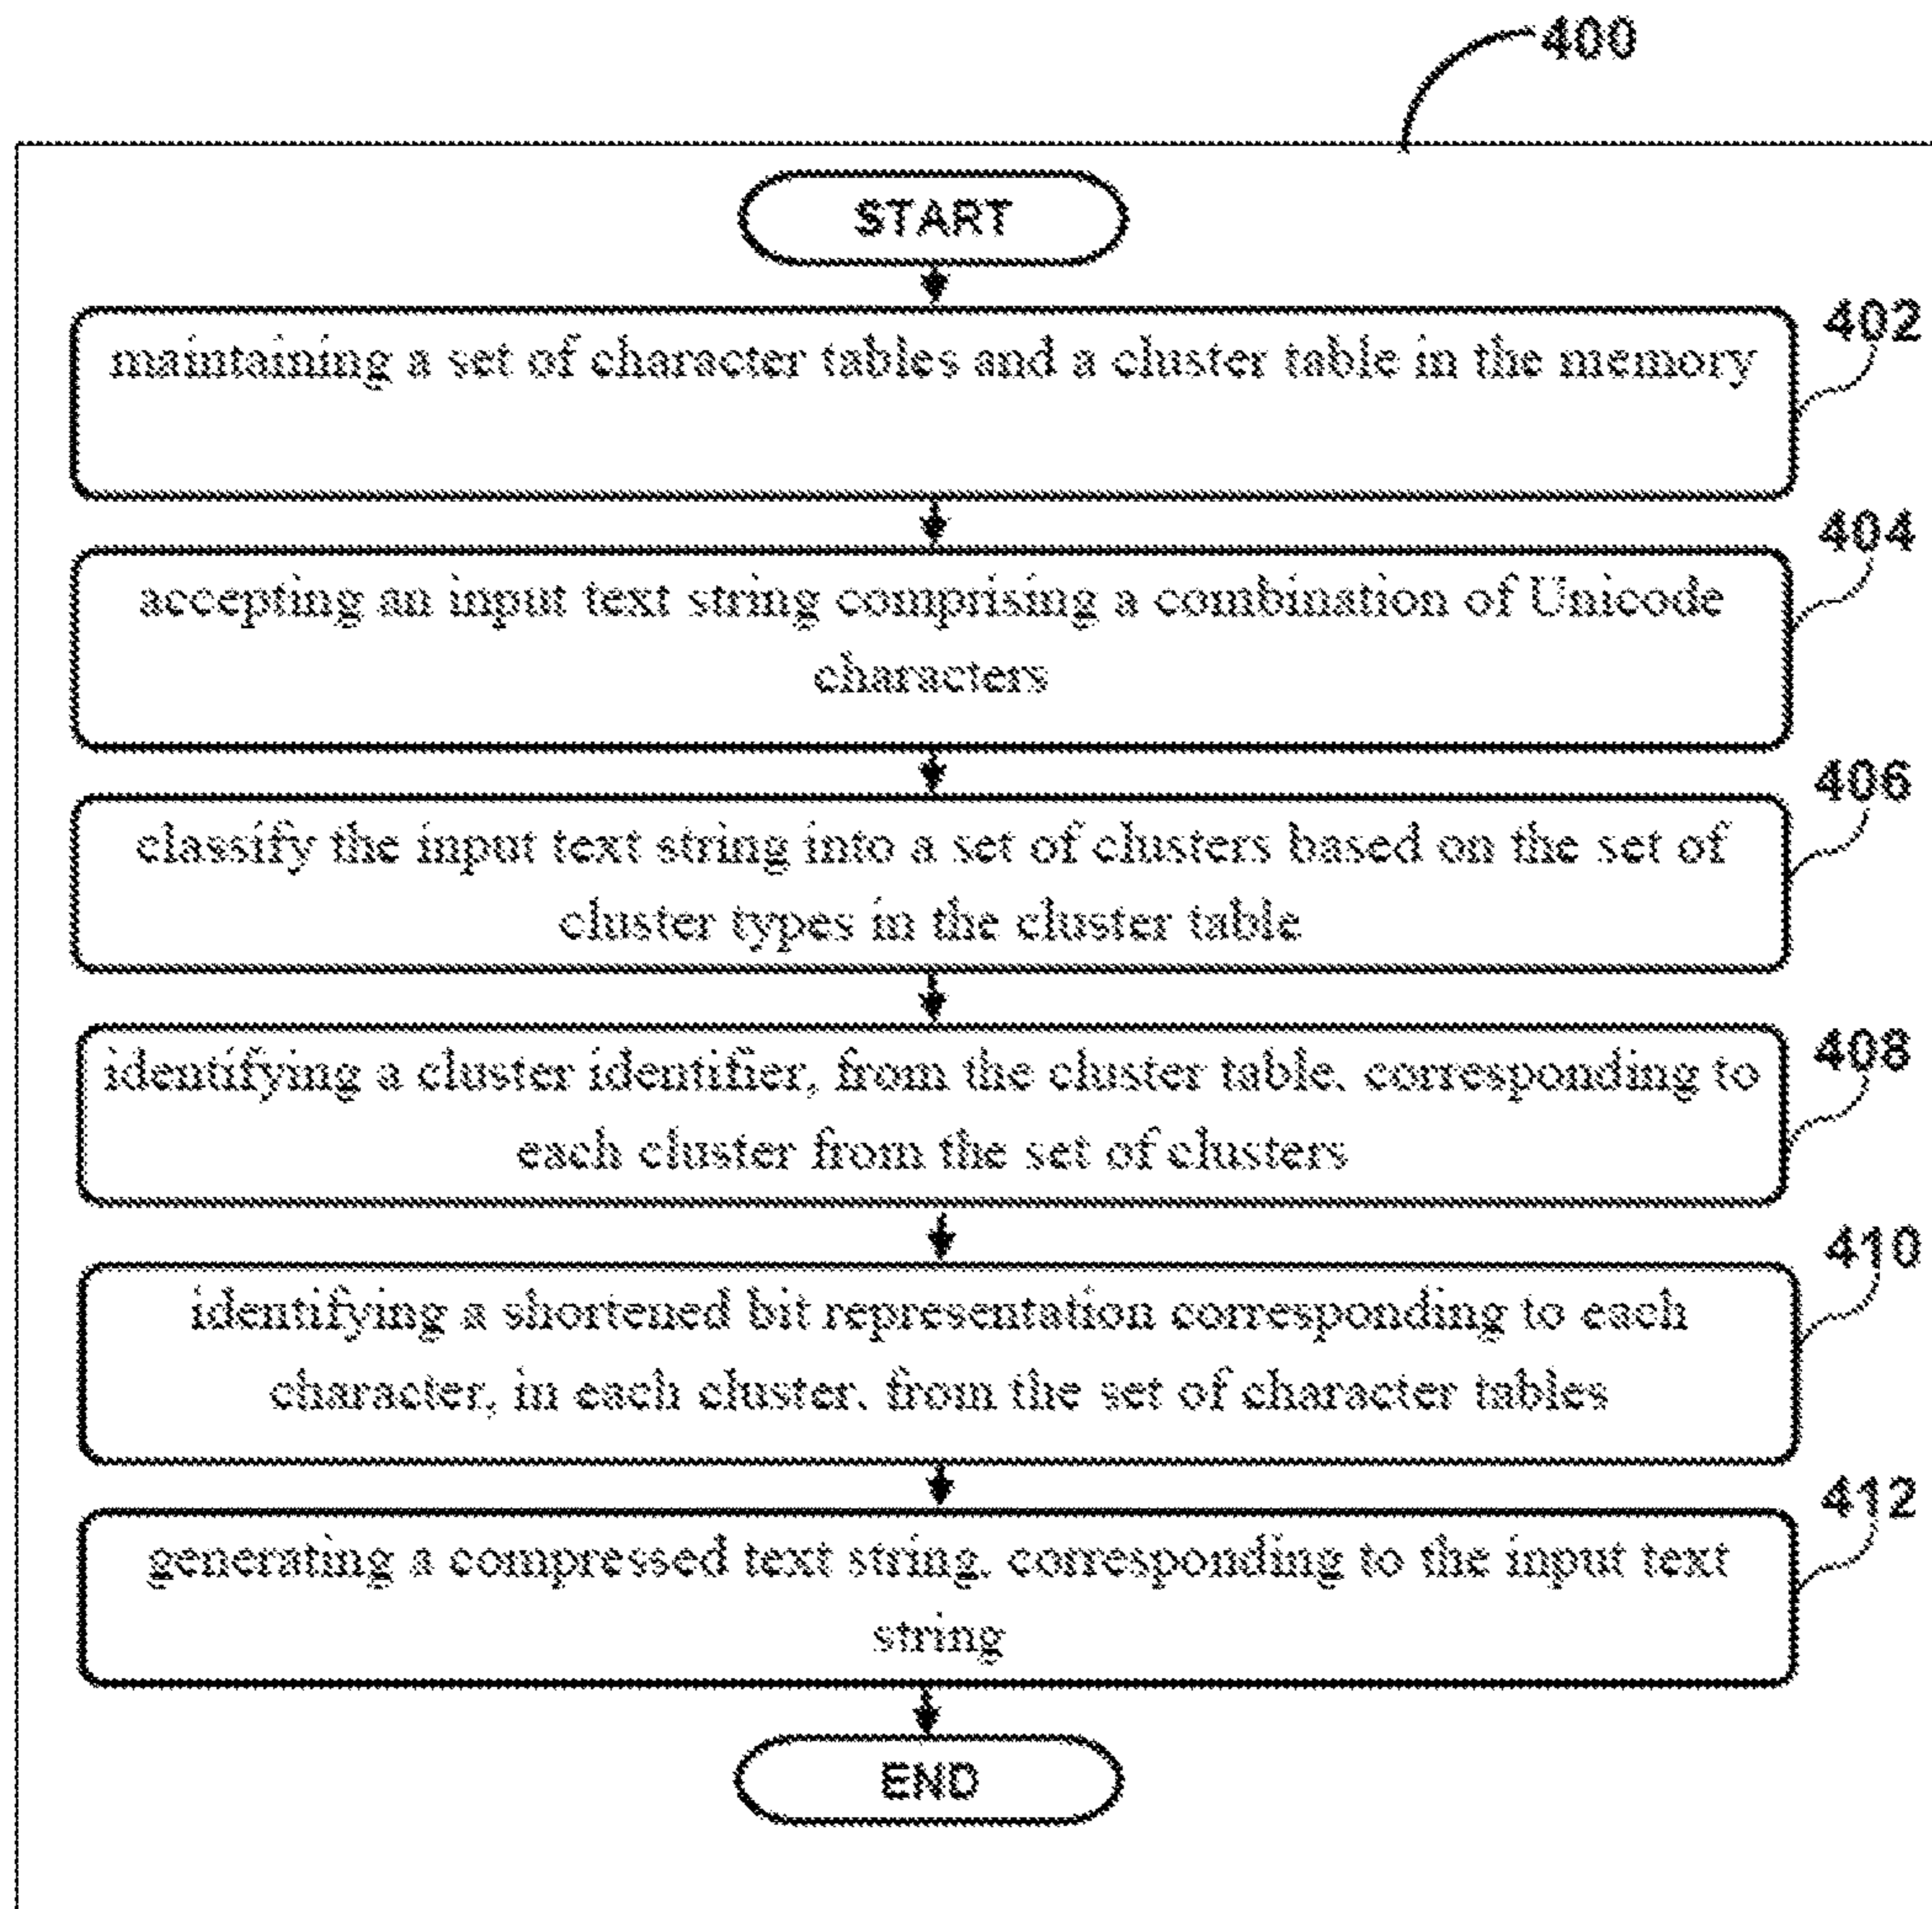 400
START
402
maintaining a set of character tables and a cluster table in the memory
404
accepting an input text string comprising a combination of Unicode
characters
406
classify the input text string into a set of clusters based on the set of
cluster types in the cluster table
408
identifying a cluster identifier, from the cluster table, corresponding to
each cluster from the set of clusters
410
identifying a shortened bit representation corresponding to each
character, in each cluster, from the set of character tables
412
generating a compressed text string, corresponding to the input text
string
END